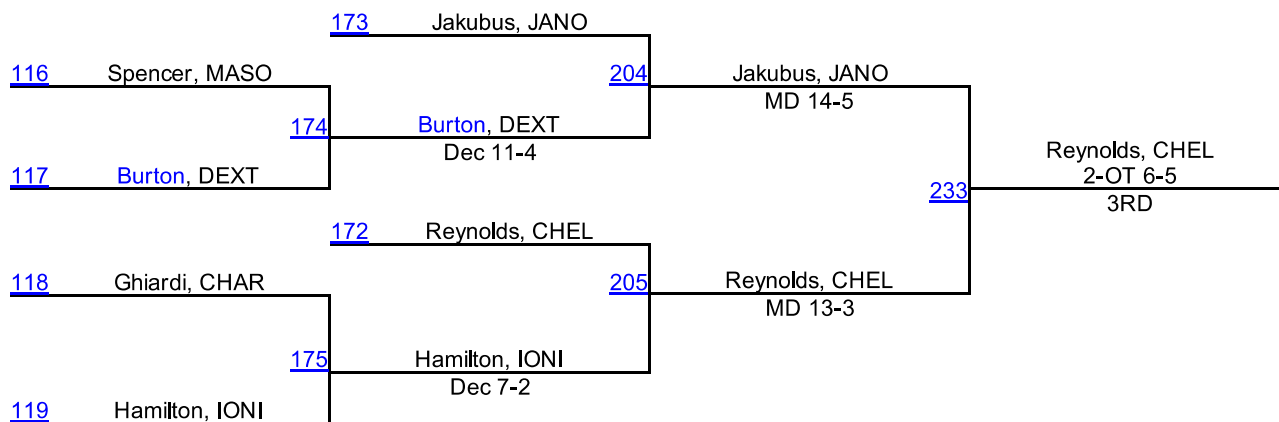 173 Jakubus, JANO
116 Spencer, MASO
204 Jakubus, JANO
MD 14-5
174 Burton, DEXT
Dec 11-4
Reynolds, CHEL
117 Burton, DEXT
2-OT 6-5
233
3RD
172 Reynolds, CHEL
118 Ghiardi, CHAR
205 Reynolds, CHEL
MD 13-3
175 Hamilton, IONI
Dec 7-2
119 Hamilton, IONI